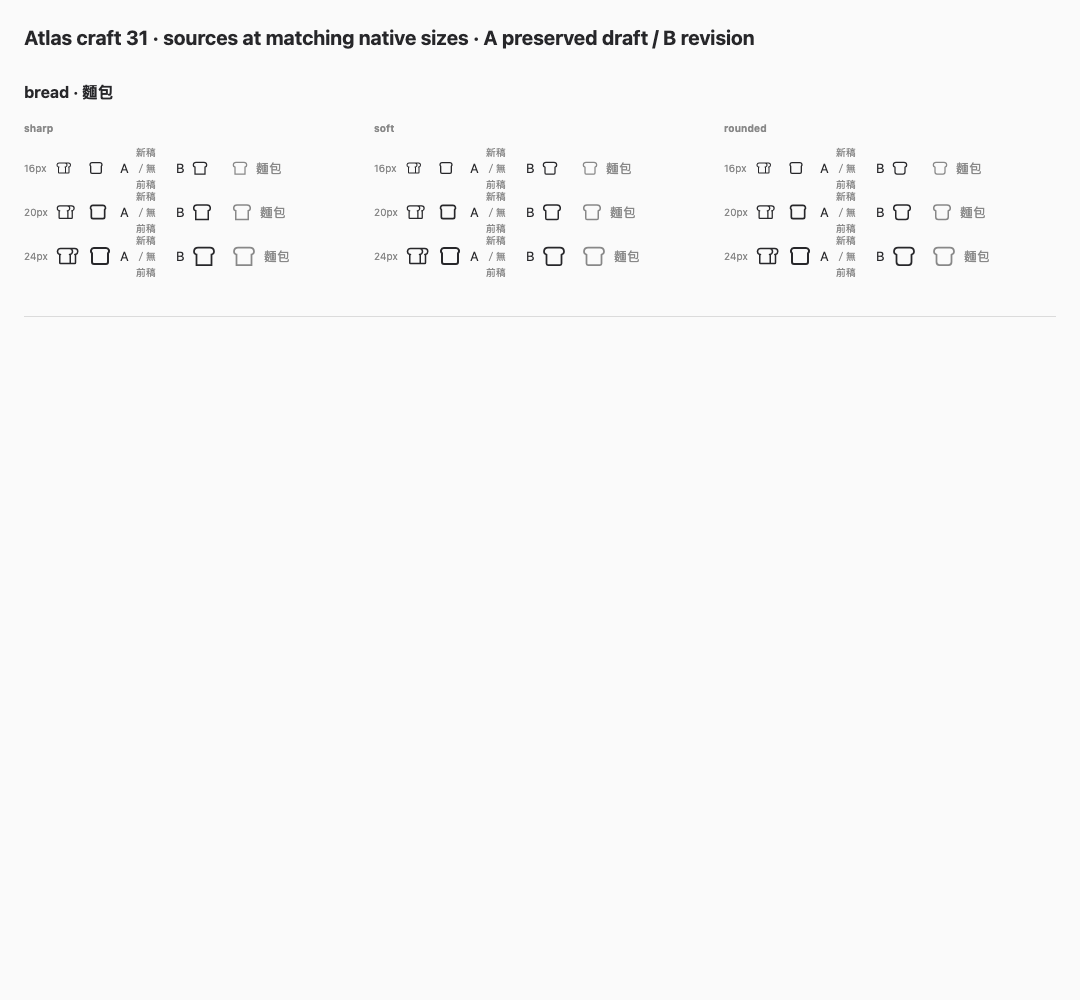 Atlas craft 31 · sources at matching native sizes · A preserved draft / B revision
bread · 麵包
sharp
soft
rounded
16px A 新稿 / 無前稿 B 麵包
16px A 新稿 / 無前稿 B 麵包
16px A 新稿 / 無前稿 B 麵包
20px A 新稿 / 無前稿 B 麵包
20px A 新稿 / 無前稿 B 麵包
20px A 新稿 / 無前稿 B 麵包
24px A 新稿 / 無前稿 B 麵包
24px A 新稿 / 無前稿 B 麵包
24px A 新稿 / 無前稿 B 麵包